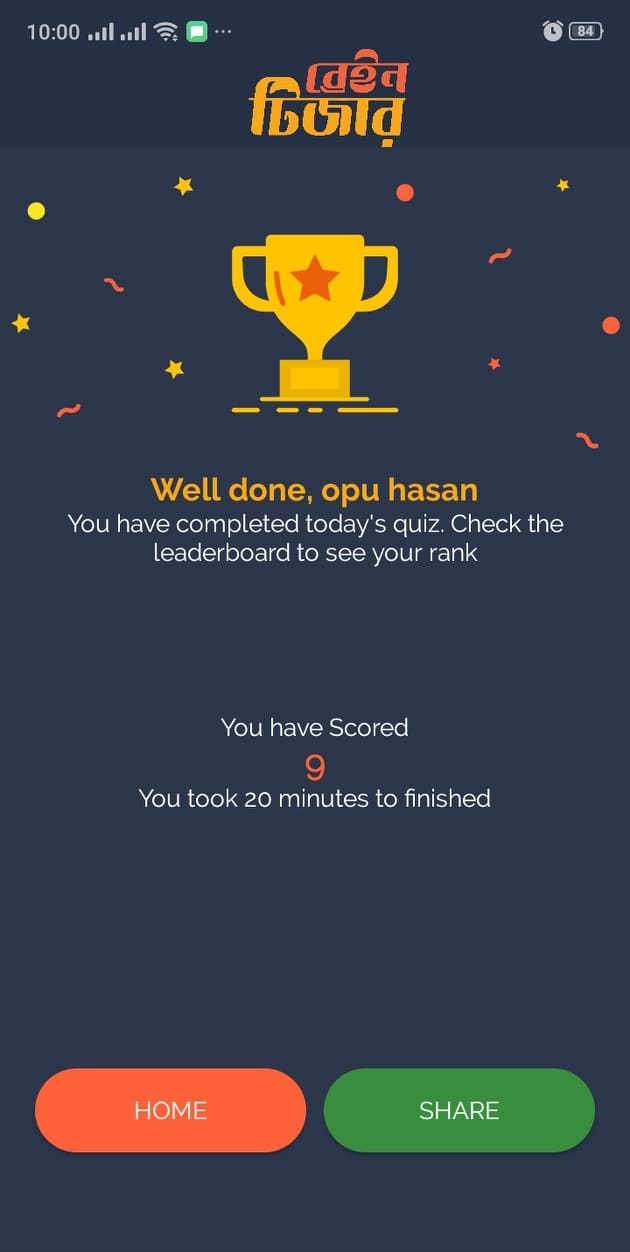 10:00
84
ব্রেইন
টিজার
Well done, opu hasan
You have completed today's quiz. Check the
leaderboard to see your rank
You have Scored
9
You took 20 minutes to finished
HOME
SHARE